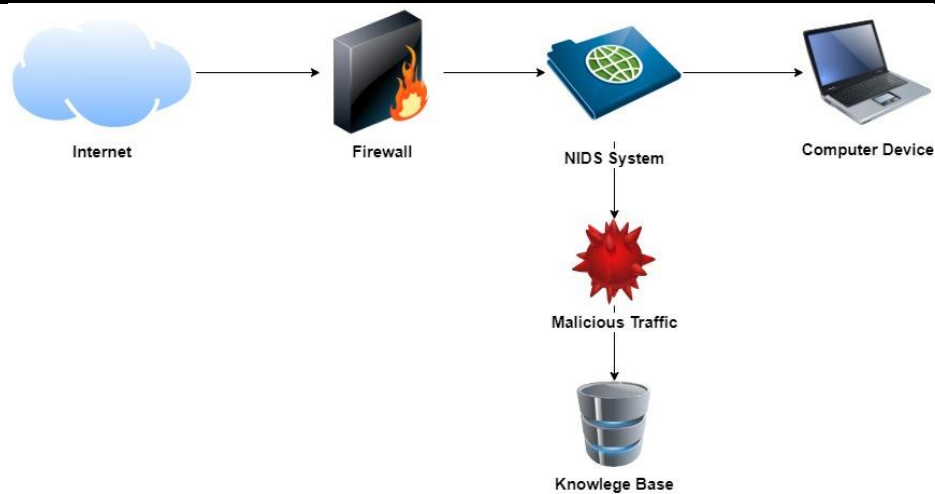 Internet
Firewall
NIDS System
Computer Device
Malicious Traffic
Knowlege Base